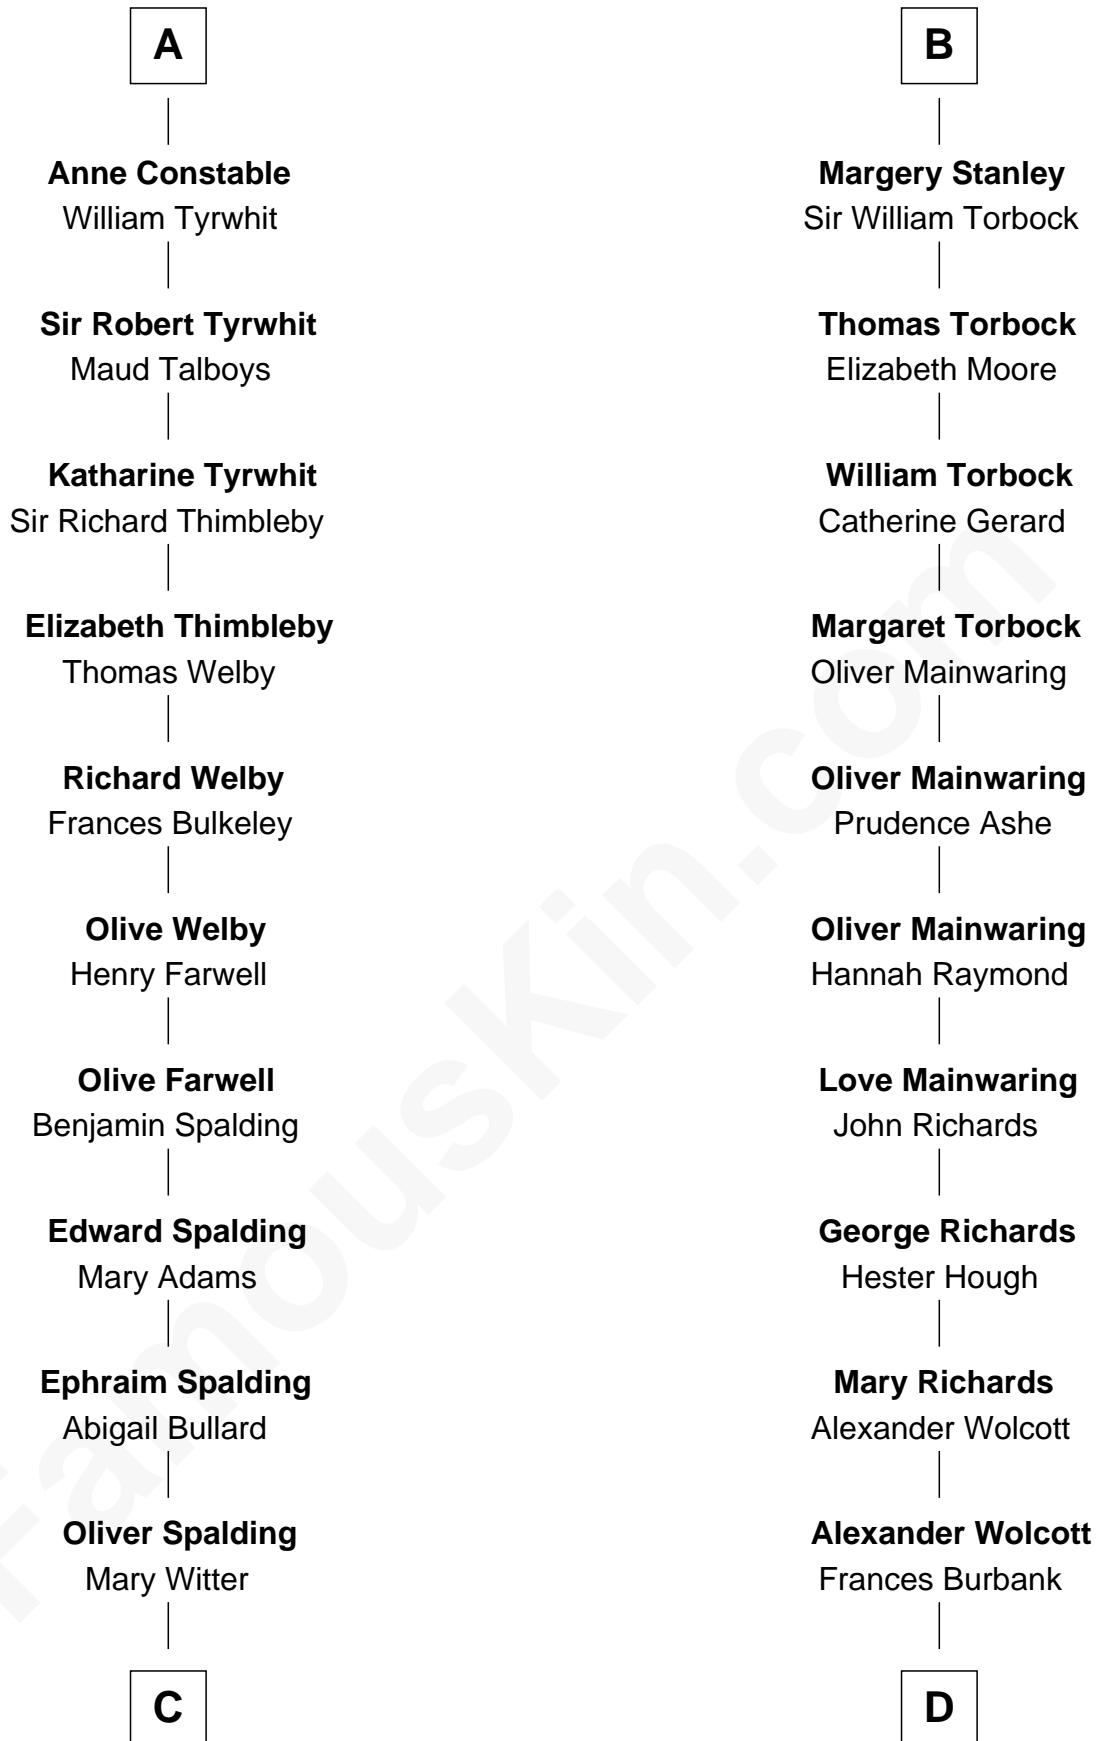 A
Anne Constable
William Tyrwhit
Sir Robert Tyrwhit
Maud Talboys
Katharine Tyrwhit
Sir Richard Thimbleby
Elizabeth Thimbleby
Thomas Welby
Richard Welby
Frances Bulkeley
Olive Welby
Henry Farwell
Olive Farwell
Benjamin Spalding
Edward Spalding
Mary Adams
Ephraim Spalding
Abigail Bullard
Oliver Spalding
Mary Witter
C
B
Margery Stanley
Sir William Torbock
Thomas Torbock
Elizabeth Moore
William Torbock
Catherine Gerard
Margaret Torbock
Oliver Mainwaring
Oliver Mainwaring
Prudence Ashe
Oliver Mainwaring
Hannah Raymond
Love Mainwaring
John Richards
George Richards
Hester Hough
Mary Richards
Alexander Wolcott
Alexander Wolcott
Frances Burbank
D
FamousKin.com